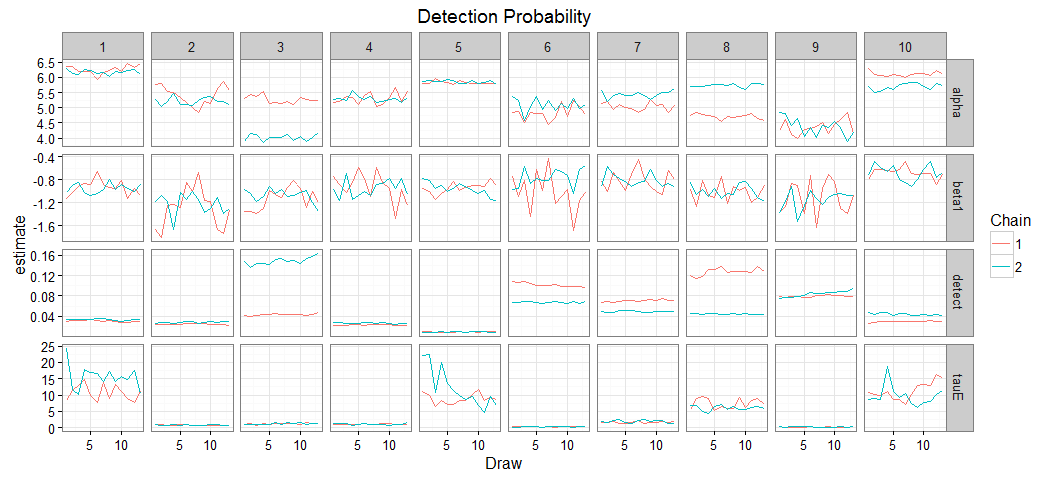 Detection Probability
1 2 3 4 5 6 7 8 9 10
6.5
6.0
5.5
5.0
4.5
4.0
alpha
-0.4
-0.8
-1.2
-1.6
beta1
0.16
0.12
0.08
0.04
detect
25
20
15
10
5
0
tauE
estimate
5 10 5 10 5 10 5 10 5 10 5 10 5 10 5 10 5 10 5 10
Draw
Chain
1
2